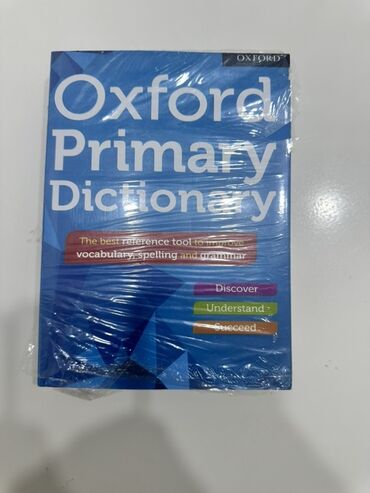 OXFORD
Oxford
Primary
Dictionary
The best reference tool to improve
vocabulary, spelling and grammar
Discover
Understand
Succeed